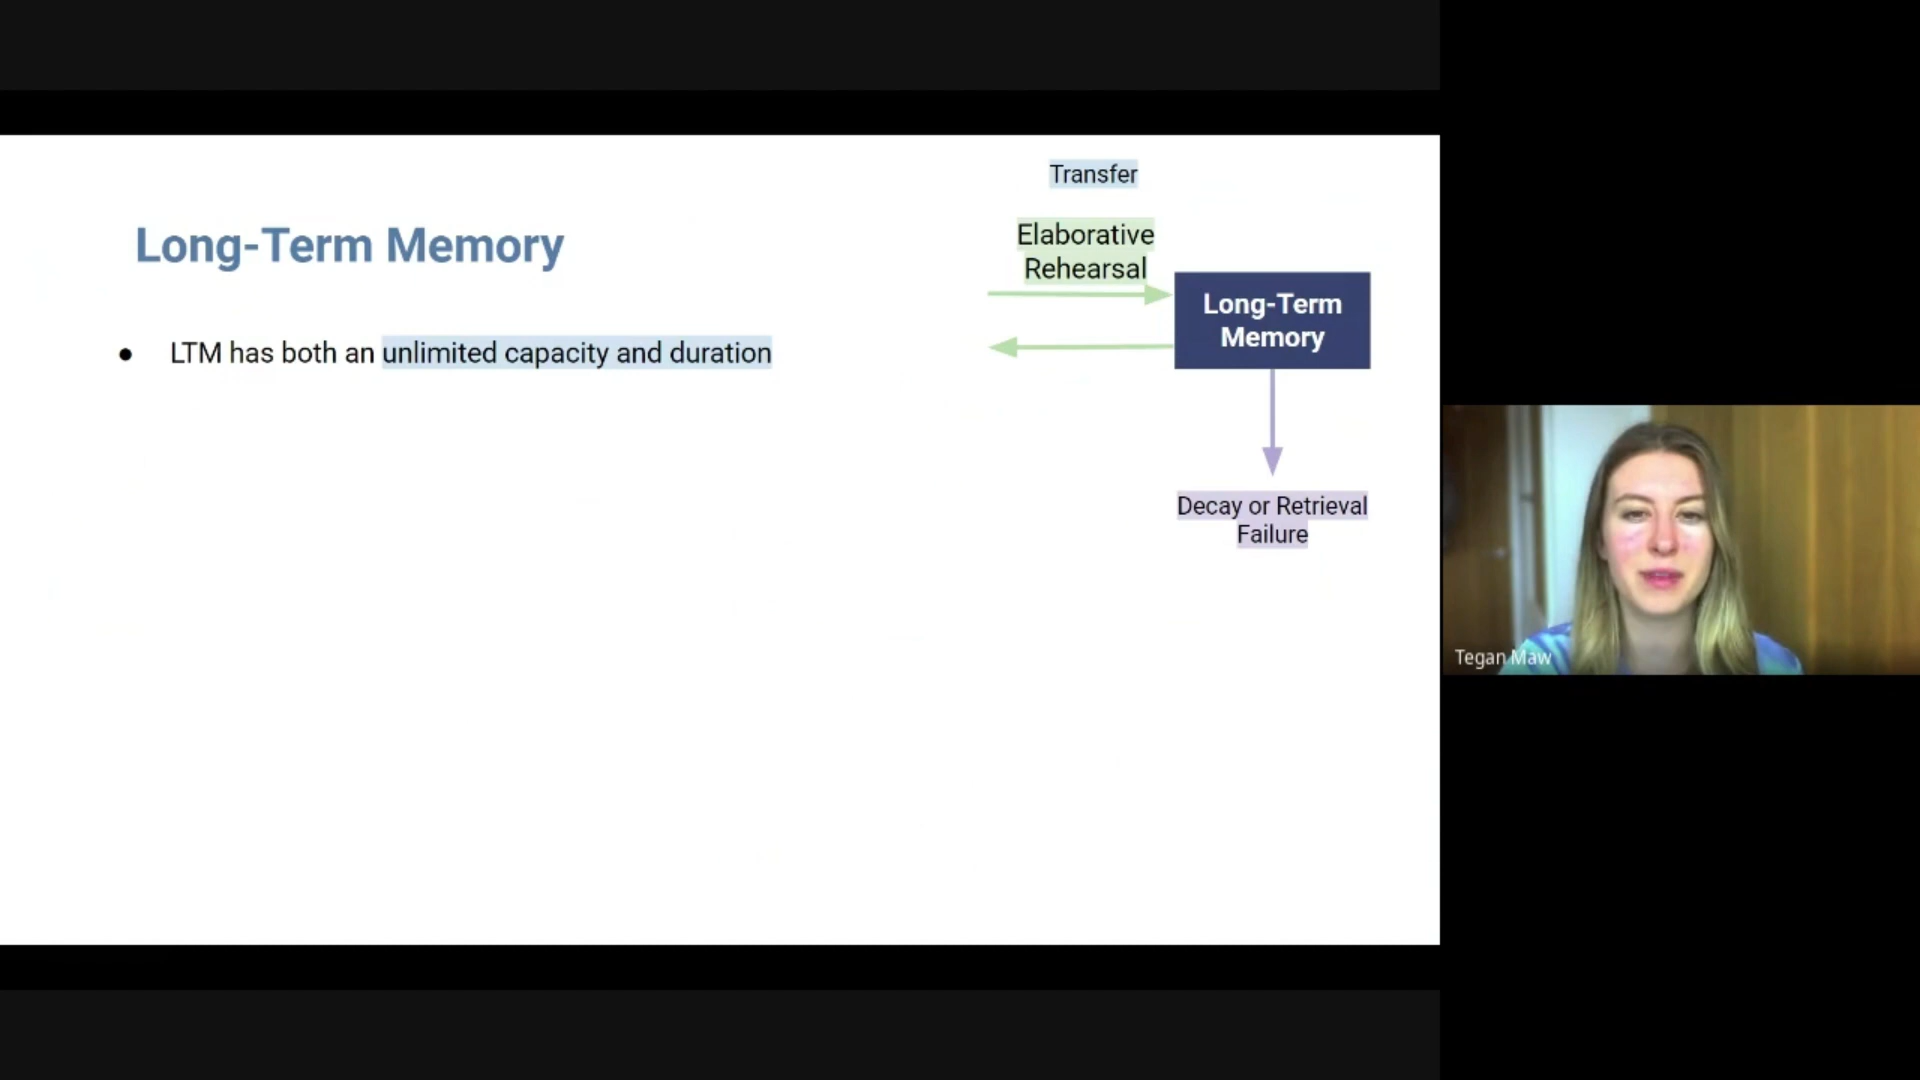 Transfer
Long-Term Memory
Elaborative
Rehearsal
Long-Term
Memory
● LTM has both an unlimited capacity and duration
Decay or Retrieval
Failure
Tegan Maw